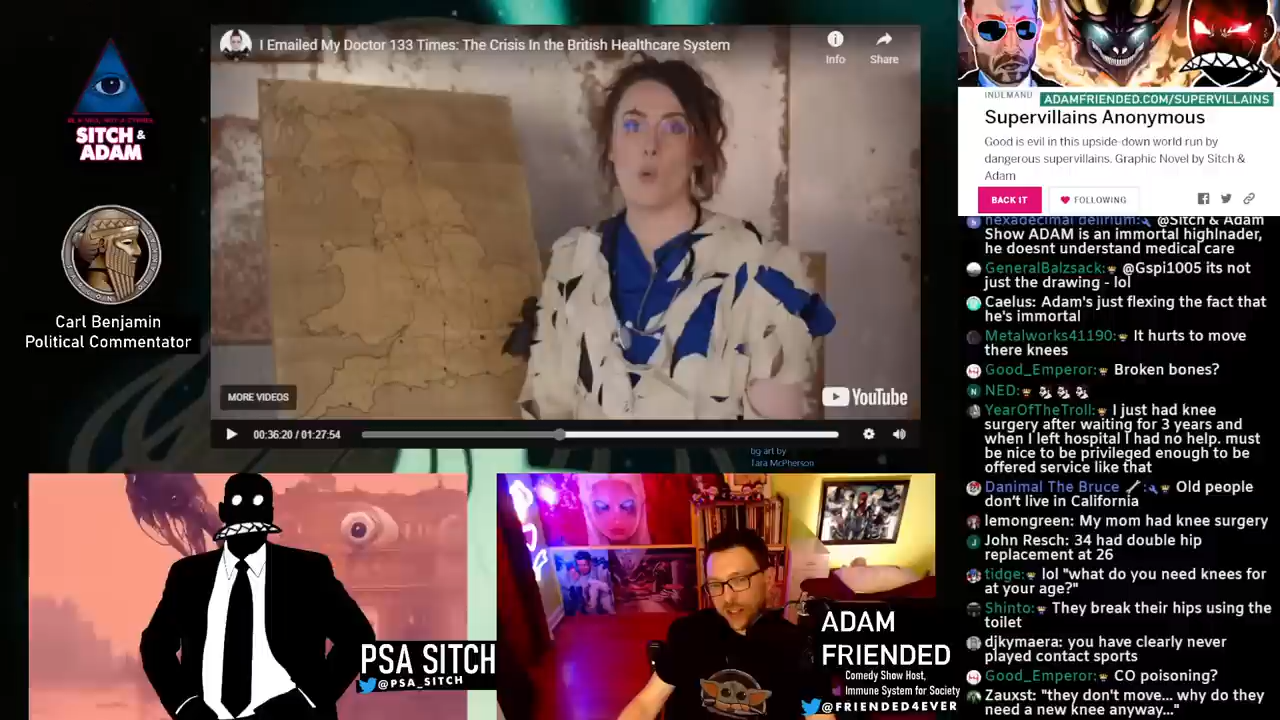 I Emailed My Doctor 133 Times: The Crisis In the British Healthcare System
Info
Share
MORE VIDEOS
YouTube
00:36:20 / 01:27:54
bg art by
Tara McPherson
SITCH &
ADAM
Carl Benjamin
Political Commentator
PSA SITCH
@PSA_SITCH
ADAM
FRIENDED
Comedy Show Host,
Immune System for Society
@FRIENDED4EVER
INDEMAND
ADAMFRIENDED.COM/SUPERVILLAINS
Supervillains Anonymous
Good is evil in this upside-down world run by
dangerous supervillains. Graphic Novel by Sitch &
Adam
BACK IT
FOLLOWING
hexadecimal delirium: @Sitch & Adam
Show ADAM is an immortal highlnader,
he doesnt understand medical care
GeneralBalzsack: @Gspi1005 its not
just the drawing - lol
Caelus: Adam's just flexing the fact that
he's immortal
Metalworks41190: It hurts to move
there knees
Good_Emperor: Broken bones?
NED:
YearOfTheTroll: I just had knee
surgery after waiting for 3 years and
when I left hospital I had no help. must
be nice to be privileged enough to be
offered service like that
Danimal The Bruce: Old people
don't live in California
lemongreen: My mom had knee surgery
John Resch: 34 had double hip
replacement at 26
tidge: lol "what do you need knees for
at your age?"
Shinto: They break their hips using the
toilet
djkymaera: you have clearly never
played contact sports
Good_Emperor: CO poisoning?
Zauxst: "they don't move... why do they
need a new knee anyway..."